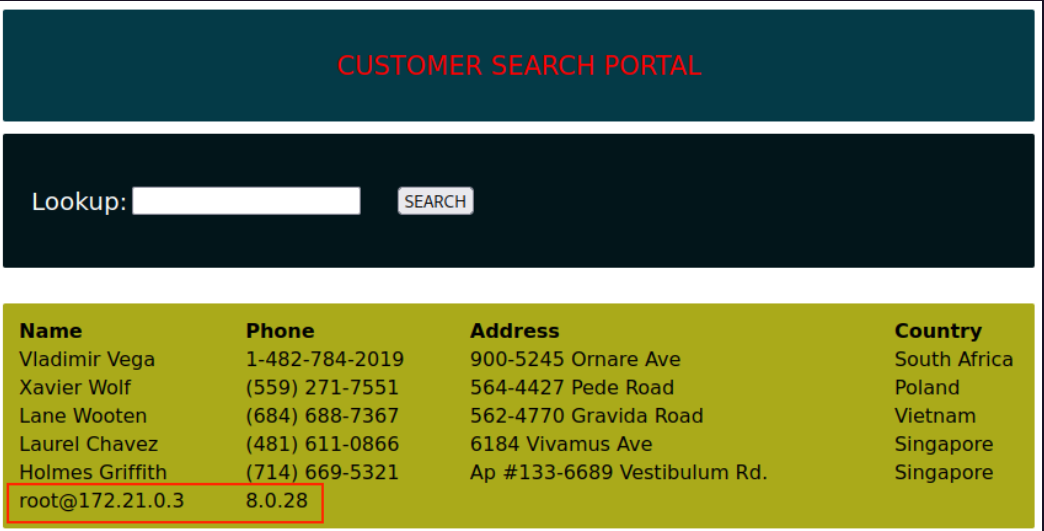 CUSTOMER SEARCH PORTAL
Lookup: SEARCH
Name Phone Address Country
Vladimir Vega 1-482-784-2019 900-5245 Ornare Ave South Africa
Xavier Wolf (559) 271-7551 564-4427 Pede Road Poland
Lane Wooten (684) 688-7367 562-4770 Gravida Road Vietnam
Laurel Chavez (481) 611-0866 6184 Vivamus Ave Singapore
Holmes Griffith (714) 669-5321 Ap #133-6689 Vestibulum Rd. Singapore
root@172.21.0.3 8.0.28